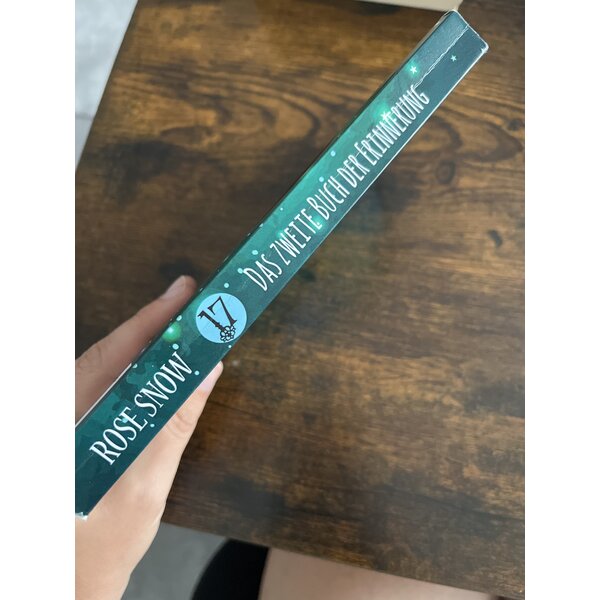 ROSE SNOW
17
DAS ZWEITE BUCH DER ERINNERUNG